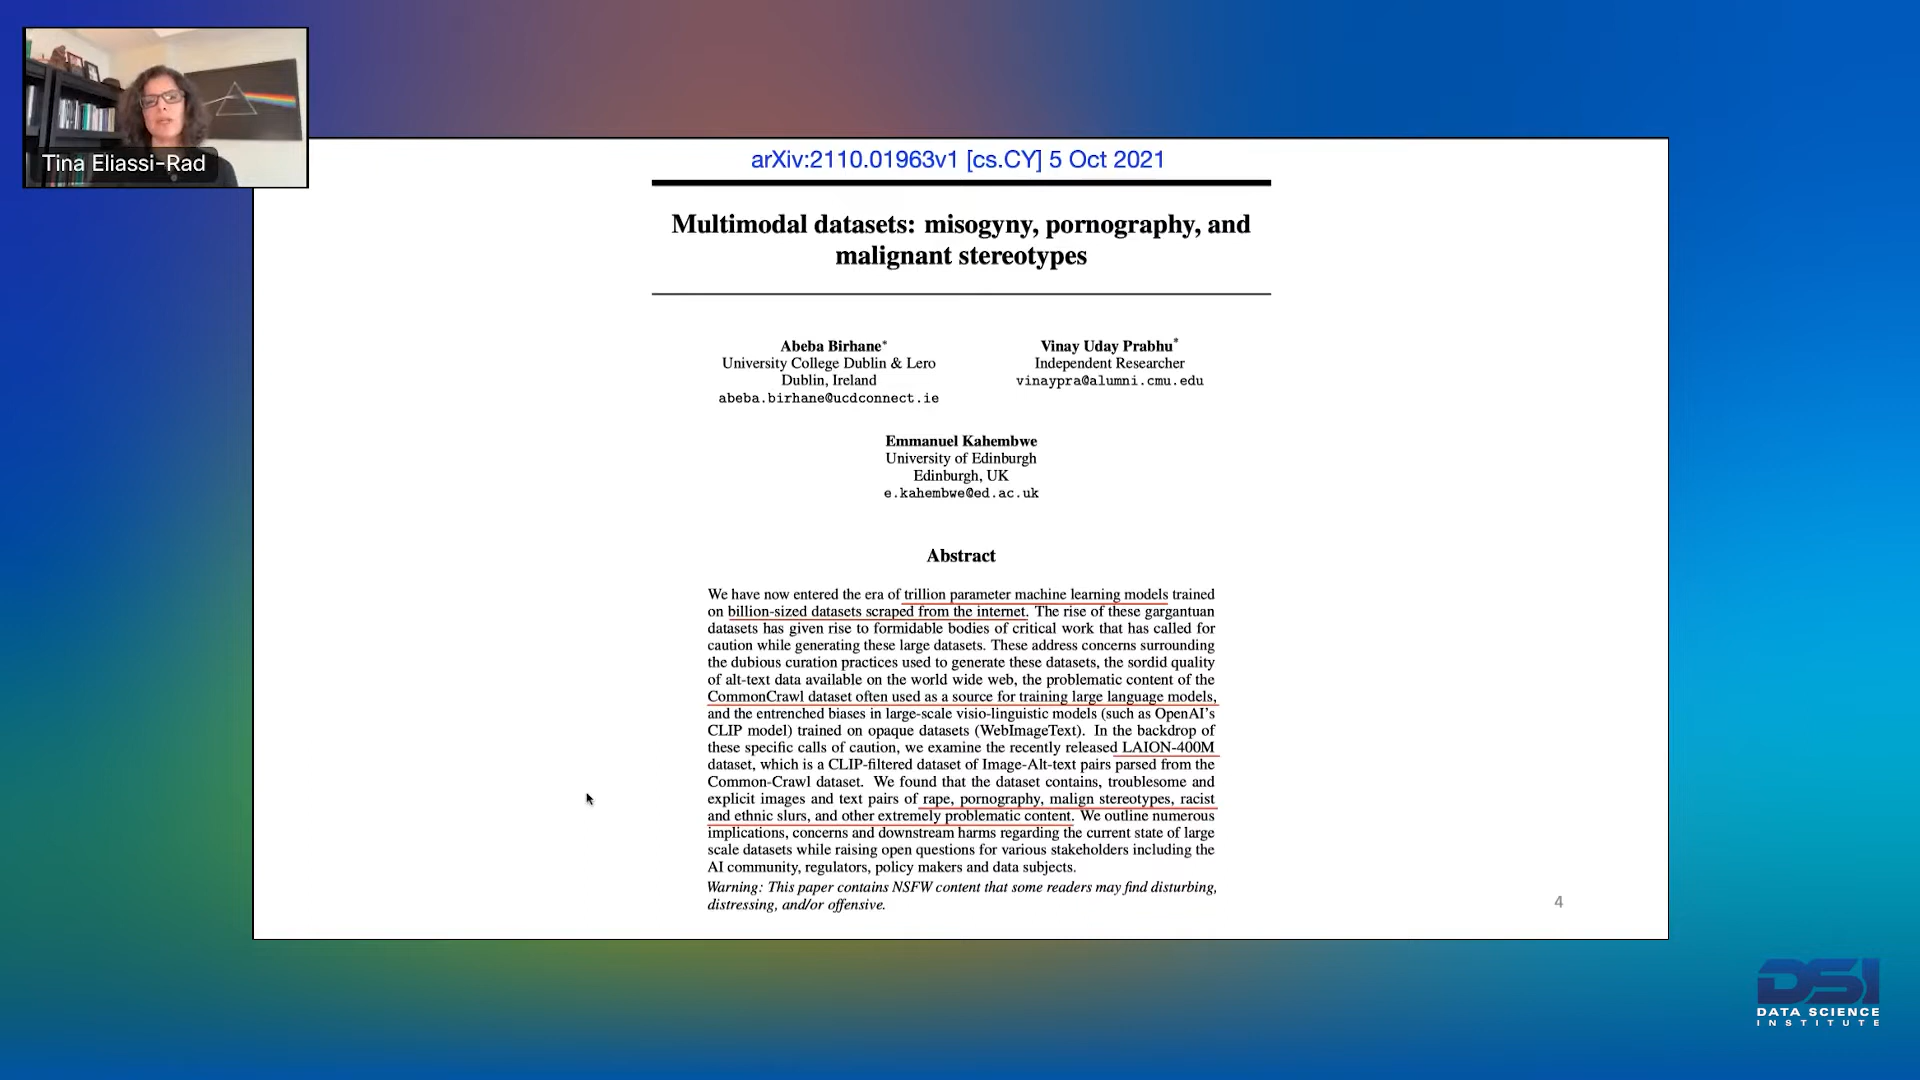 Tina Eliassi-Rad
arXiv:2110.01963v1 [cs.CY] 5 Oct 2021
Multimodal datasets: misogyny, pornography, and
malignant stereotypes
Abeba Birhane*
University College Dublin & Lero
Dublin, Ireland
abeba.birhane@ucdconnect.ie
Vinay Uday Prabhu*
Independent Researcher
vinaypra@alumni.cmu.edu
Emmanuel Kahembwe
University of Edinburgh
Edinburgh, UK
e.kahembwe@ed.ac.uk
Abstract
We have now entered the era of trillion parameter machine learning models trained
on billion-sized datasets scraped from the internet. The rise of these gargantuan
datasets has given rise to formidable bodies of critical work that has called for
caution while generating these large datasets. These address concerns surrounding
the dubious curation practices used to generate these datasets, the sordid quality
of alt-text data available on the world wide web, the problematic content of the
CommonCrawl dataset often used as a source for training large language models,
and the entrenched biases in large-scale visio-linguistic models (such as OpenAI's
CLIP model) trained on opaque datasets (WebImageText). In the backdrop of
these specific calls of caution, we examine the recently released LAION-400M
dataset, which is a CLIP-filtered dataset of Image-Alt-text pairs parsed from the
Common-Crawl dataset. We found that the dataset contains, troublesome and
explicit images and text pairs of rape, pornography, malign stereotypes, racist
and ethnic slurs, and other extremely problematic content. We outline numerous
implications, concerns and downstream harms regarding the current state of large
scale datasets while raising open questions for various stakeholders including the
AI community, regulators, policy makers and data subjects.
Warning: This paper contains NSFW content that some readers may find disturbing,
distressing, and/or offensive.
4
DSI
DATA SCIENCE
INSTITUTE